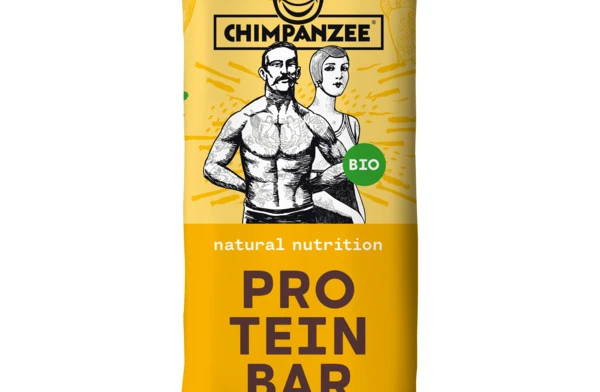 CHIMPANZEE®
BIO
natural nutrition
PRO
TEIN
BAR